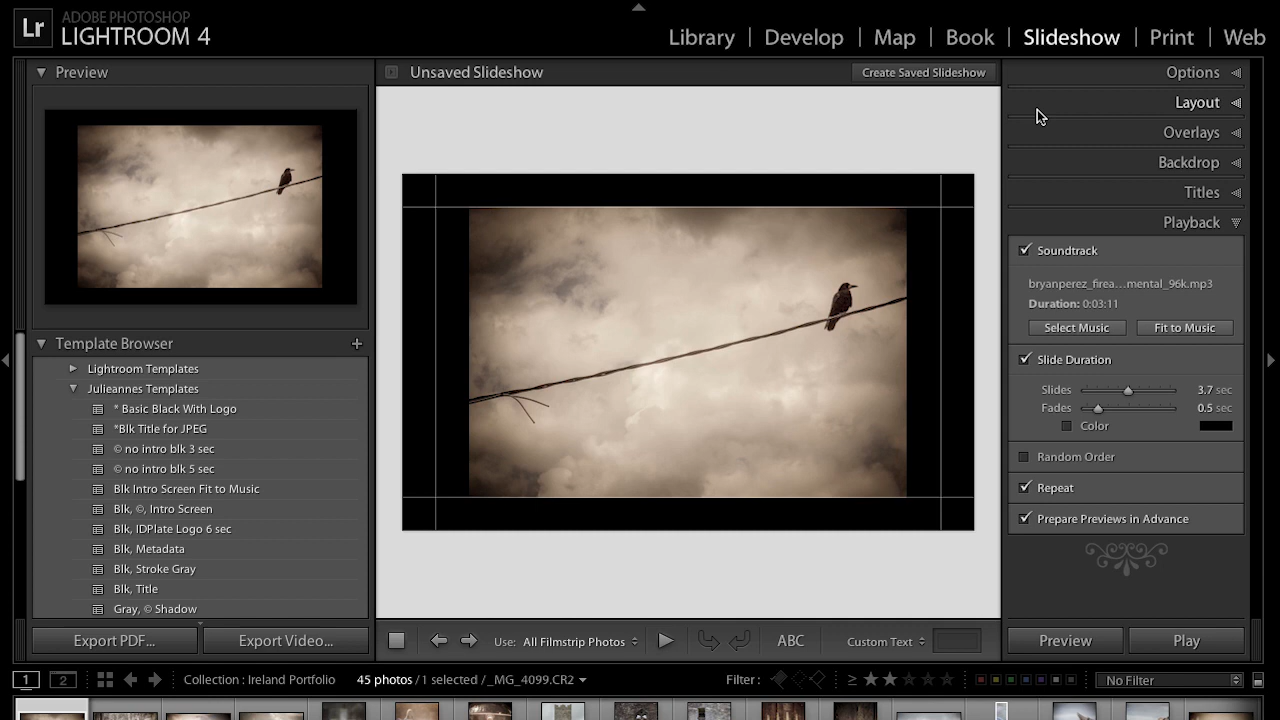 Lr
ADOBE PHOTOSHOP
LIGHTROOM 4
Library | Develop | Map | Book | Slideshow | Print | Web
Preview
Unsaved Slideshow
Create Saved Slideshow
Options
Layout
Overlays
Backdrop
Titles
Playback
Soundtrack
bryanperez_firea...mental_96k.mp3
Duration: 0:03:11
Select Music
Fit to Music
Slide Duration
Slides 3.7 sec
Fades 0.5 sec
Color
Random Order
Repeat
Prepare Previews in Advance
Template Browser +
Lightroom Templates
Julieannes Templates
* Basic Black With Logo
*Blk Title for JPEG
© no intro blk 3 sec
© no intro blk 5 sec
Blk Intro Screen Fit to Music
Blk, ©, Intro Screen
Blk, IDPlate Logo 6 sec
Blk, Metadata
Blk, Stroke Gray
Blk, Title
Gray, © Shadow
Export PDF...
Export Video...
Use: All Filmstrip Photos
ABC
Custom Text
Preview
Play
1
2
Collection : Ireland Portfolio
45 photos / 1 selected / _MG_4099.CR2
Filter :
≥
No Filter